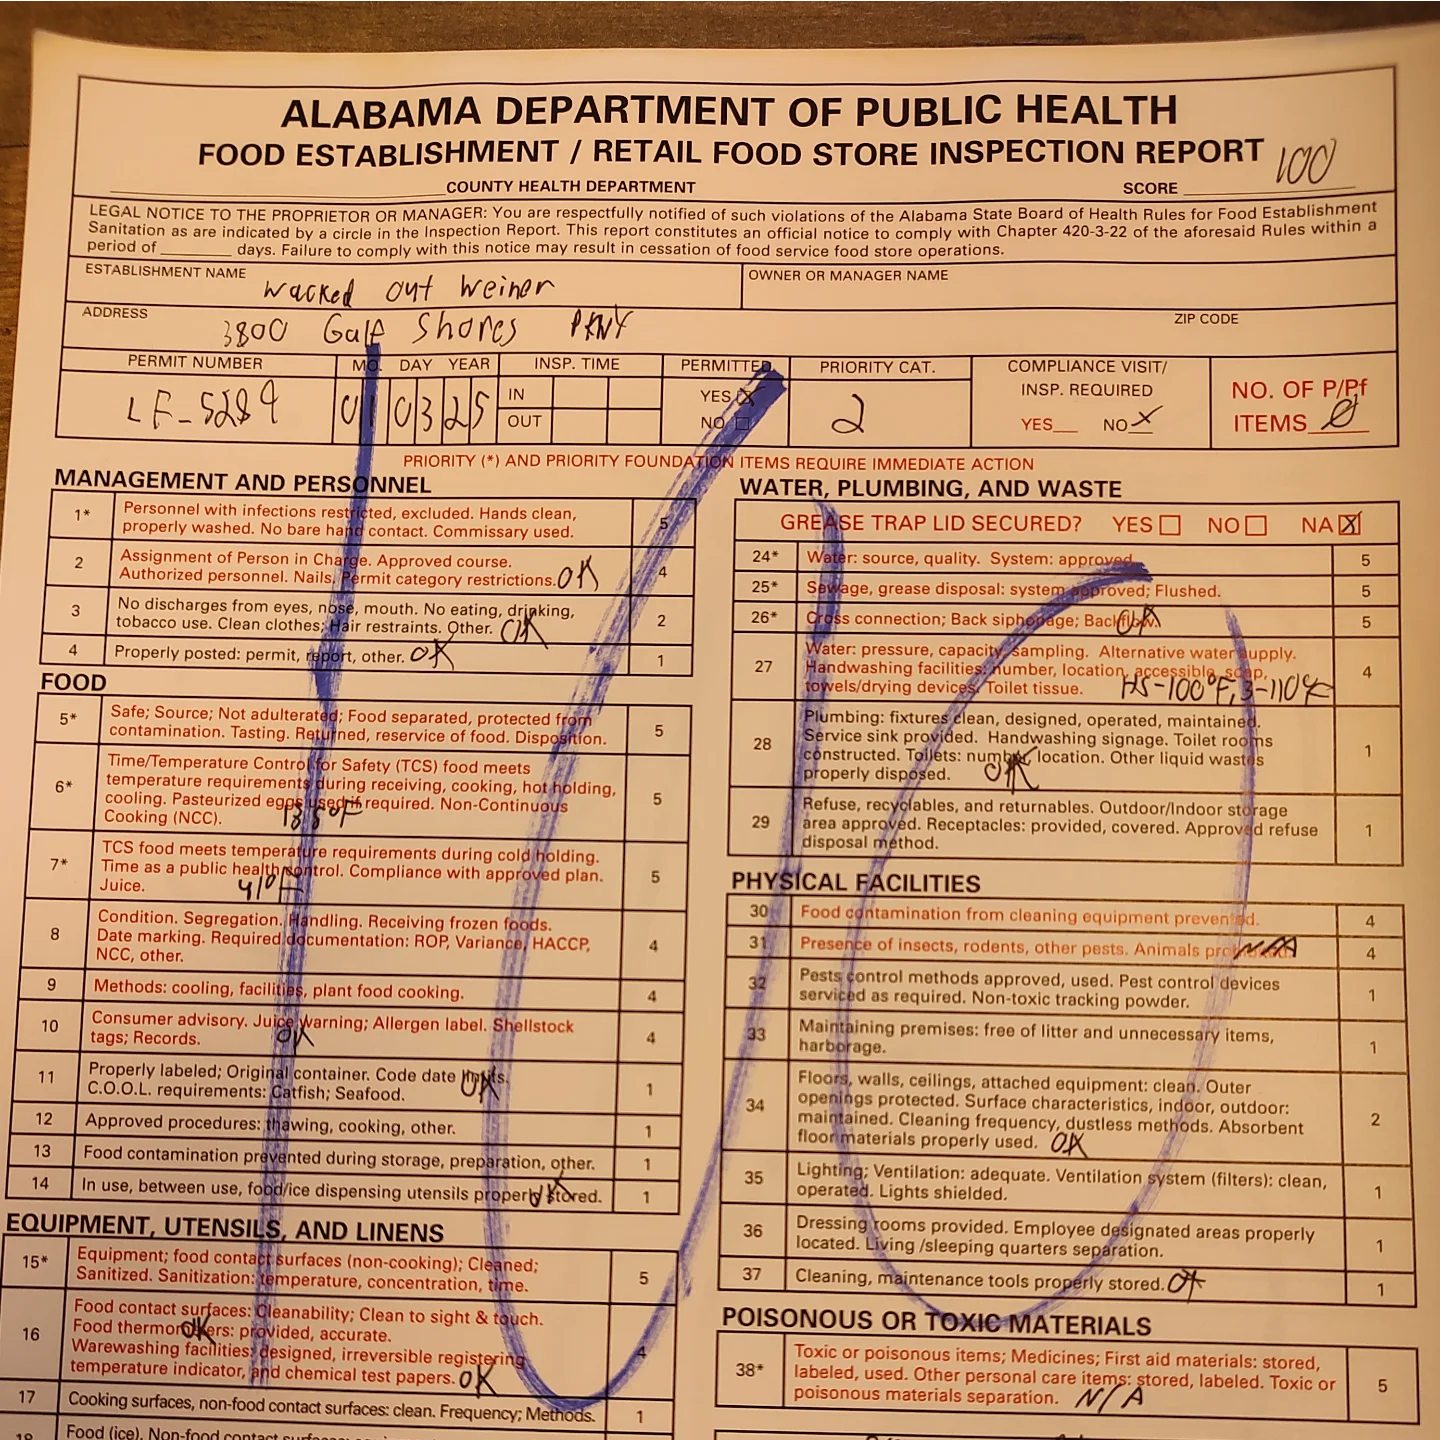 ALABAMA DEPARTMENT OF PUBLIC HEALTH
FOOD ESTABLISHMENT / RETAIL FOOD STORE INSPECTION REPORT
COUNTY HEALTH DEPARTMENT
SCORE 100
LEGAL NOTICE TO THE PROPRIETOR OR MANAGER: You are respectfully notified of such violations of the Alabama State Board of Health Rules for Food Establishment
Sanitation as are indicated by a circle in the Inspection Report. This report constitutes an official notice to comply with Chapter 420-3-22 of the aforesaid Rules within a
period of ________ days. Failure to comply with this notice may result in cessation of food service food store operations.
ESTABLISHMENT NAME Wacked Out Weiner
OWNER OR MANAGER NAME
ADDRESS 3800 Gulf Shores PKWY
ZIP CODE
PERMIT NUMBER MO. DAY YEAR INSP. TIME PERMITTED PRIORITY CAT. COMPLIANCE VISIT/
INSP. REQUIRED
LF-5289 01 03 25 IN OUT YES X NO 2 YES__ NO X
NO. OF P/Pf
ITEMS 0
PRIORITY (*) AND PRIORITY FOUNDATION ITEMS REQUIRE IMMEDIATE ACTION
MANAGEMENT AND PERSONNEL
1* Personnel with infections restricted, excluded. Hands clean,
properly washed. No bare hand contact. Commissary used. 5
2 Assignment of Person in Charge. Approved course.
Authorized personnel. Nails. Permit category restrictions. OK 4
3 No discharges from eyes, nose, mouth. No eating, drinking,
tobacco use. Clean clothes; Hair restraints. Other. OK 2
4 Properly posted: permit, report, other. OK 1
FOOD
5* Safe; Source; Not adulterated; Food separated, protected from
contamination. Tasting. Returned, reservice of food. Disposition. 5
6* Time/Temperature Control for Safety (TCS) food meets
temperature requirements during receiving, cooking, hot holding,
cooling. Pasteurized eggs used if required. Non-Continuous
Cooking (NCC). 5
7* TCS food meets temperature requirements during cold holding.
Time as a public health control. Compliance with approved plan.
Juice. 41°F 5
8 Condition. Segregation. Handling. Receiving frozen foods.
Date marking. Required documentation: ROP, Variance, HACCP,
NCC, other. 4
9 Methods: cooling, facilities, plant food cooking. 4
10 Consumer advisory. Juice warning; Allergen label. Shellstock
tags; Records. OK 4
11 Properly labeled; Original container. Code date limits. OK
C.O.O.L. requirements: Catfish; Seafood. 1
12 Approved procedures: thawing, cooking, other. 1
13 Food contamination prevented during storage, preparation, other. 1
14 In use, between use, food/ice dispensing utensils properly stored. OK 1
EQUIPMENT, UTENSILS, AND LINENS
15* Equipment; food contact surfaces (non-cooking); Cleaned;
Sanitized. Sanitization: temperature, concentration, time. 5
16 Food contact surfaces: Cleanability; Clean to sight & touch.
Food thermometers: provided, accurate. OK
Warewashing facilities: designed, irreversible registering
temperature indicator, and chemical test papers. OK 4
17 Cooking surfaces, non-food contact surfaces: clean. Frequency; Methods. 1
WATER, PLUMBING, AND WASTE
GREASE TRAP LID SECURED? YES NO NA X
24* Water: source, quality. System: approved. 5
25* Sewage, grease disposal: system approved; Flushed. 5
26* Cross connection; Back siphonage; Backflow. OK 5
27 Water: pressure, capacity, sampling. Alternative water supply.
Handwashing facilities: number, location, accessible, soap,
towels/drying devices. Toilet tissue. HS-100°F, 3-110°F 4
28 Plumbing: fixtures clean, designed, operated, maintained.
Service sink provided. Handwashing signage. Toilet rooms
constructed. Toilets: number, location. Other liquid wastes
properly disposed. OK 1
29 Refuse, recyclables, and returnables. Outdoor/Indoor storage
area approved. Receptacles: provided, covered. Approved refuse
disposal method. 1
PHYSICAL FACILITIES
30 Food contamination from cleaning equipment prevented. 4
31 Presence of insects, rodents, other pests. Animals prohibited. N/A 4
32 Pests control methods approved, used. Pest control devices
serviced as required. Non-toxic tracking powder. 1
33 Maintaining premises: free of litter and unnecessary items,
harborage. 1
34 Floors, walls, ceilings, attached equipment: clean. Outer
openings protected. Surface characteristics, indoor, outdoor:
maintained. Cleaning frequency, dustless methods. Absorbent
floor materials properly used. OK 2
35 Lighting; Ventilation: adequate. Ventilation system (filters): clean,
operated. Lights shielded. 1
36 Dressing rooms provided. Employee designated areas properly
located. Living /sleeping quarters separation. 1
37 Cleaning, maintenance tools properly stored. OK 1
POISONOUS OR TOXIC MATERIALS
38* Toxic or poisonous items; Medicines; First aid materials: stored,
labeled, used. Other personal care items: stored, labeled. Toxic or
poisonous materials separation. N/A 5
100